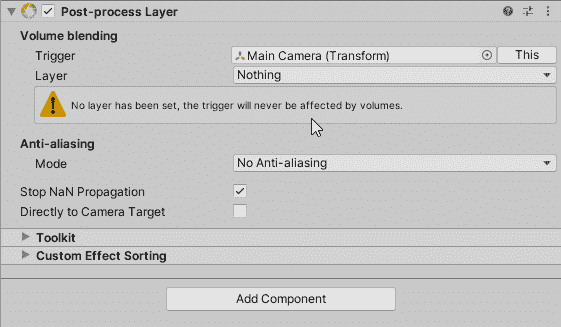 Post-process Layer
Volume blending
Trigger Main Camera (Transform) This
Layer Nothing
No layer has been set, the trigger will never be affected by volumes.
Anti-aliasing
Mode No Anti-aliasing
Stop NaN Propagation
Directly to Camera Target
Toolkit
Custom Effect Sorting
Add Component